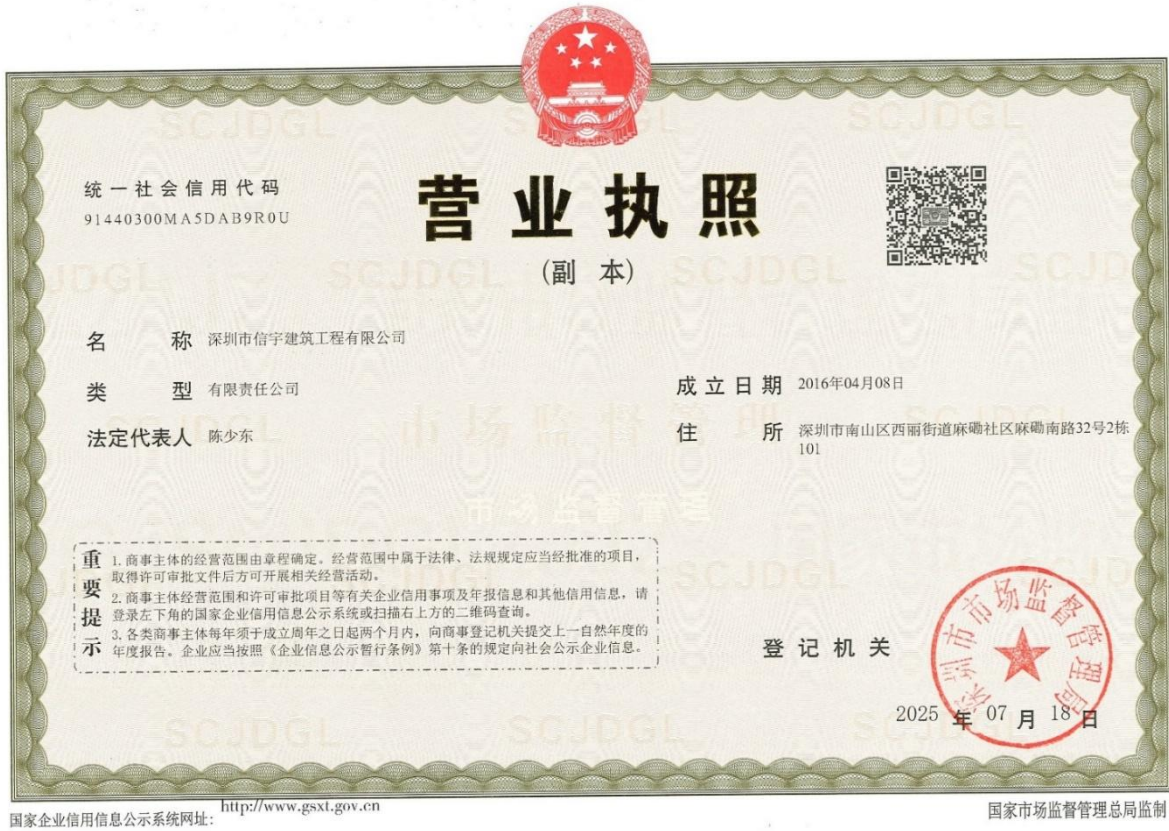 统一社会信用代码
91440300MA5DAB9R0U
营业执照
(副 本)
名 称 深圳市信宇建筑工程有限公司
类 型 有限责任公司
法定代表人 陈少东
成立日期 2016年04月08日
住 所 深圳市南山区西丽街道麻磡社区麻磡南路32号2栋
101
重要提示
1. 商事主体的经营范围由章程确定。经营范围中属于法律、法规规定应当经批准的项目，
取得许可审批文件后方可开展相关经营活动。
2. 商事主体经营范围和许可审批项目等有关企业信用事项及年报信息和其他信用信息，请
登录左下角的国家企业信用信息公示系统或扫描右上方的二维码查询。
3. 各类商事主体每年须于成立周年之日起两个月内，向商事登记机关提交上一自然年度的
年度报告。企业应当按照《企业信息公示暂行条例》第十条的规定向社会公示企业信息。
登记机关
深圳市市场监督管理局
2025 年 07 月 18 日
国家企业信用信息公示系统网址: http://www.gsxt.gov.cn
国家市场监督管理总局监制
SCJDGL
市场监督管理